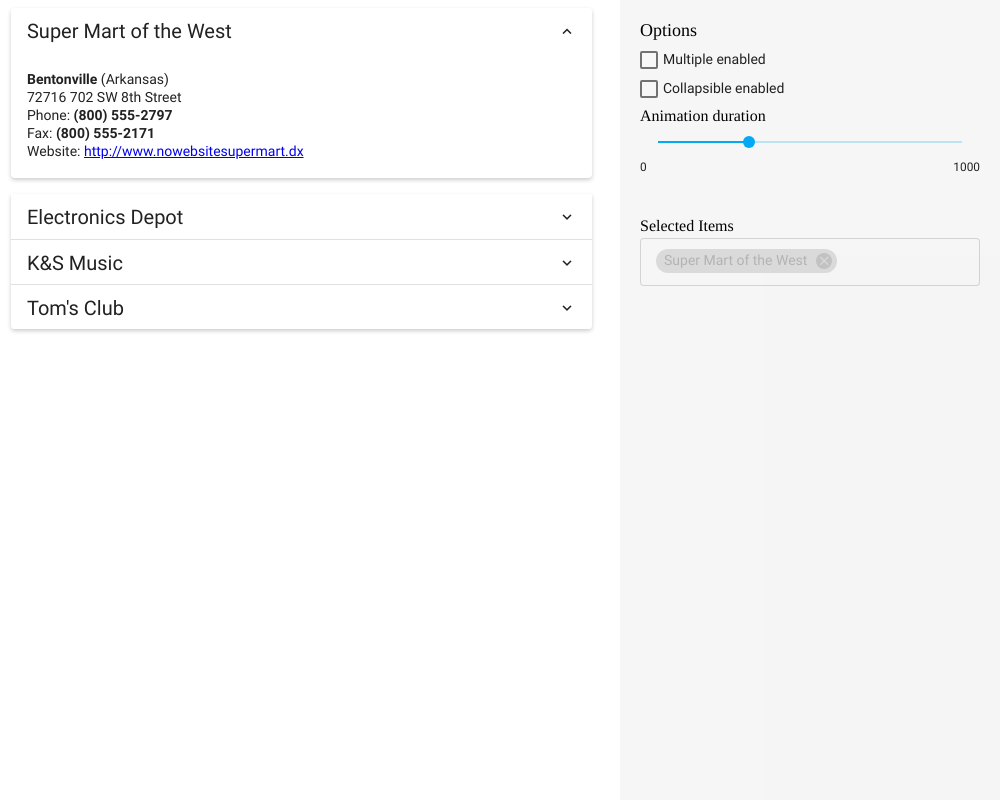 Super Mart of the West
Bentonville (Arkansas)
72716 702 SW 8th Street
Phone: (800) 555-2797
Fax: (800) 555-2171
Website: http://www.nowebsitesupermart.dx
Electronics Depot
K&S Music
Tom's Club
Options
Multiple enabled
Collapsible enabled
Animation duration
0 1000
Selected Items
Super Mart of the West